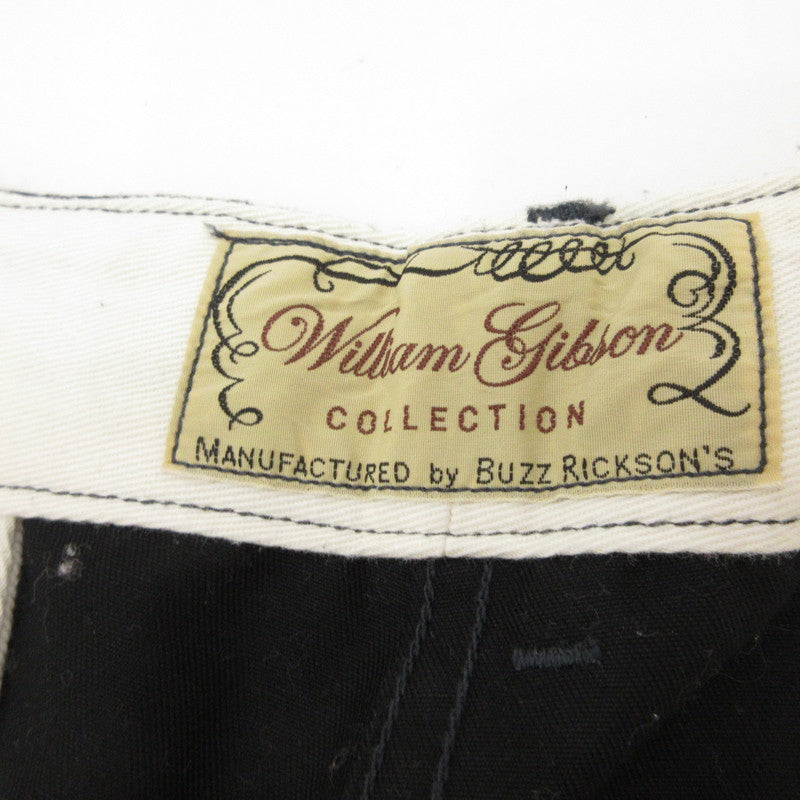 William Gibson
COLLECTION
MANUFACTURED by BUZZ RICKSON'S